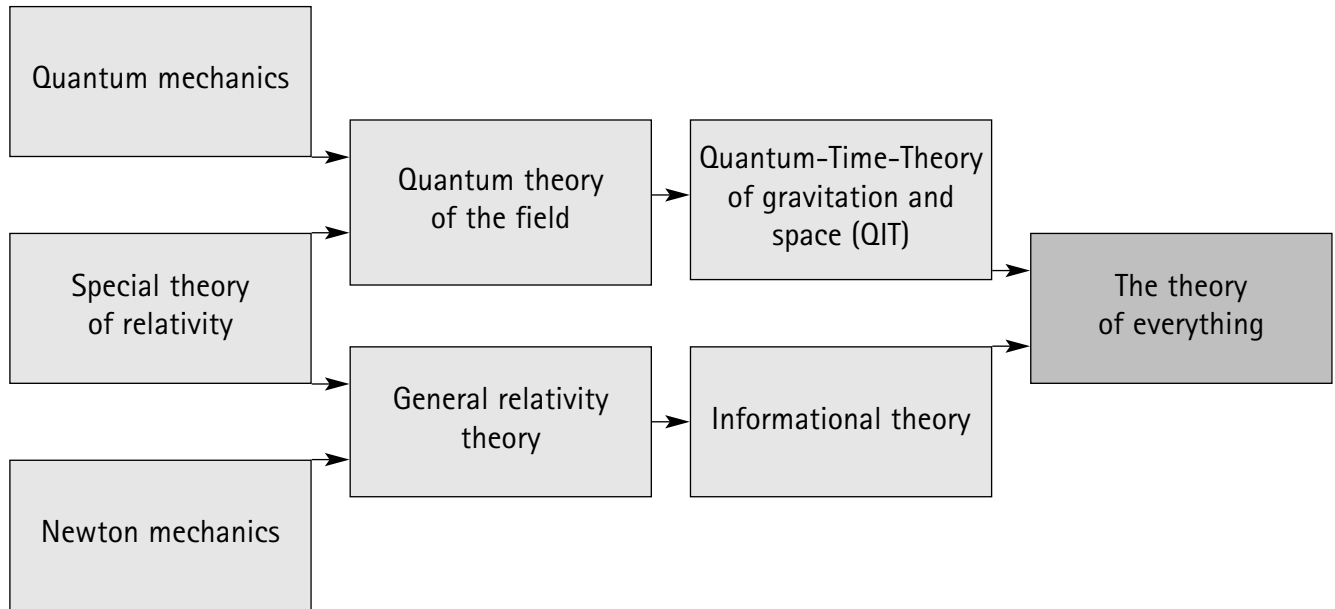 Quantum mechanics
Special theory
of relativity
Newton mechanics
Quantum theory
of the field
General relativity
theory
Quantum-Time-Theory
of gravitation and
space (QIT)
Informational theory
The theory
of everything